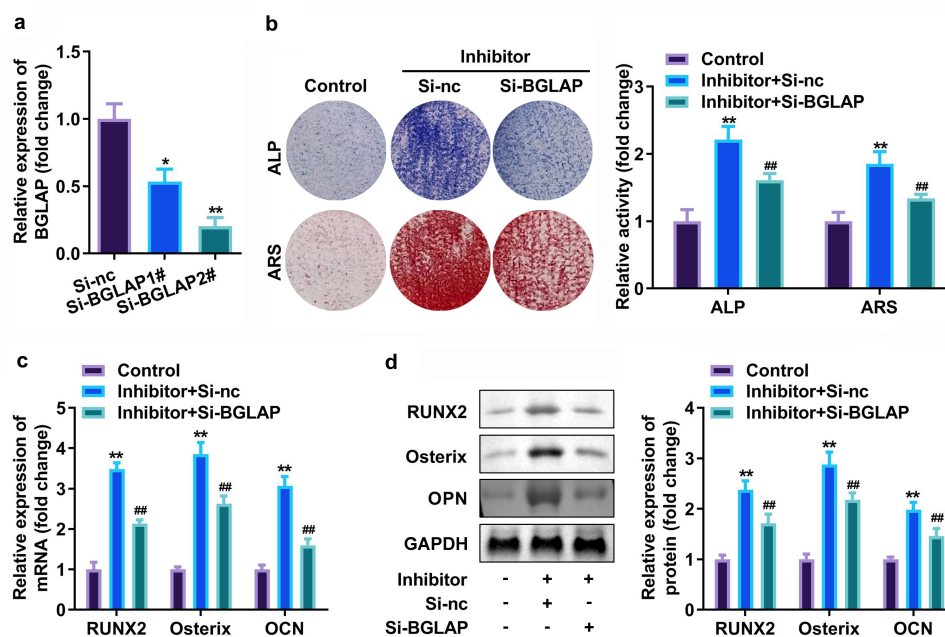 a
Relative expression of
BGLAP (fold change)
1.5
1.0
0.5
0.0
*
**
Si-nc
Si-BGLAP1#
Si-BGLAP2#
b
Inhibitor
Control
Si-nc
Si-BGLAP
ALP
ARS
Control
Inhibitor+Si-nc
Inhibitor+Si-BGLAP
Relative activity (fold change)
3
2
1
0
**
##
**
##
ALP
ARS
c
Control
Inhibitor+Si-nc
Inhibitor+Si-BGLAP
Relative expression of
mRNA (fold change)
5
4
3
2
1
0
**
##
**
##
**
##
RUNX2
Osterix
OCN
d
RUNX2
Osterix
OPN
GAPDH
Inhibitor - + +
Si-nc - + -
Si-BGLAP - - +
Control
Inhibitor+Si-nc
Inhibitor+Si-BGLAP
Relative expression of
protein (fold change)
4
3
2
1
0
**
##
**
##
**
##
RUNX2
Osterix
OCN